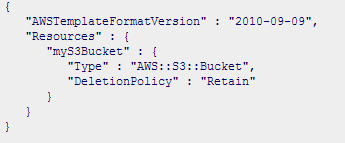 {
"AWSTemplateFormatVersion" : "2010-09-09",
"Resources" : {
"myS3Bucket" : {
"Type" : "AWS::S3::Bucket",
"DeletionPolicy" : "Retain"
}
}
}